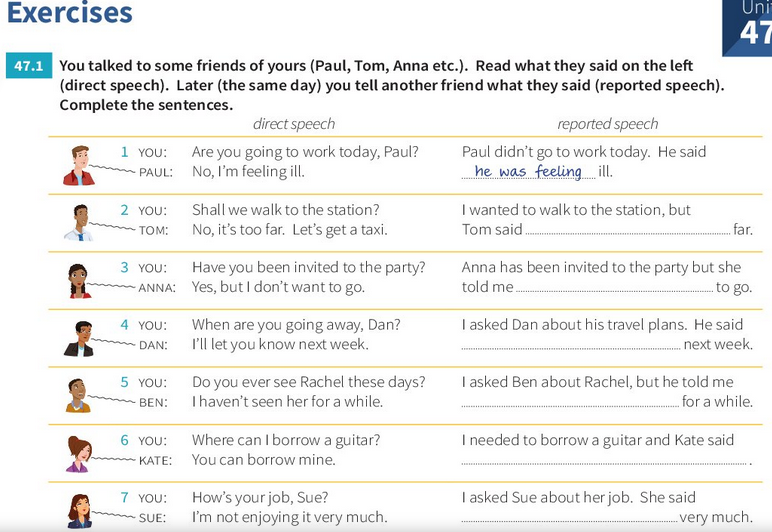 Exercises
Uni
47
47.1 You talked to some friends of yours (Paul, Tom, Anna etc.). Read what they said on the left
(direct speech). Later (the same day) you tell another friend what they said (reported speech).
Complete the sentences.
direct speech reported speech
1 YOU: Are you going to work today, Paul? Paul didn't go to work today. He said
PAUL: No, I'm feeling ill. he was feeling ill.
2 YOU: Shall we walk to the station? I wanted to walk to the station, but
TOM: No, it's too far. Let's get a taxi. Tom said far.
3 YOU: Have you been invited to the party? Anna has been invited to the party but she
ANNA: Yes, but I don't want to go. told me to go.
4 YOU: When are you going away, Dan? I asked Dan about his travel plans. He said
DAN: I'll let you know next week. next week.
5 YOU: Do you ever see Rachel these days? I asked Ben about Rachel, but he told me
BEN: I haven't seen her for a while. for a while.
6 YOU: Where can I borrow a guitar? I needed to borrow a guitar and Kate said
KATE: You can borrow mine. .
7 YOU: How's your job, Sue? I asked Sue about her job. She said
SUE: I'm not enjoying it very much. very much.